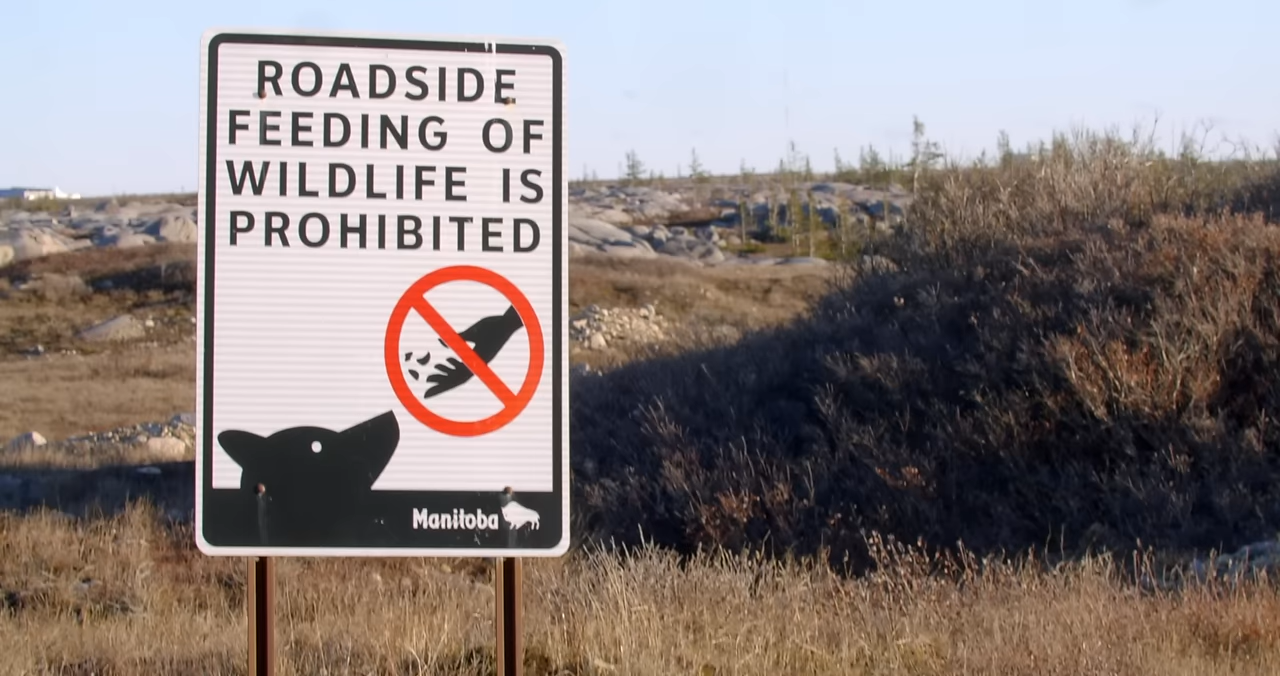 ROADSIDE
FEEDING OF
WILDLIFE IS
PROHIBITED
Manitoba